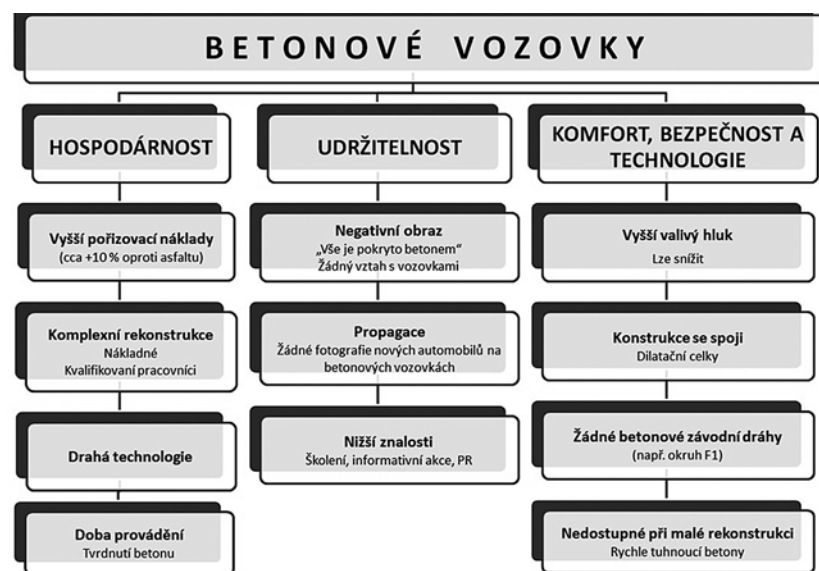 BETONOVÉ VOZOVKY
HOSPODÁRNOST
Vyšší pořizovací náklady
(cca +10 % oproti asfaltu)
Komplexní rekonstrukce
Nákladné
Kvalifikovaní pracovníci
Drahá technologie
Doba provádění
Tvrdnutí betonu
UDRŽITELNOST
Negativní obraz
„Vše je pokryto betonem“
Žádný vztah s vozovkami
Propagace
Žádné fotografie nových automobilů na
betonových vozovkách
Nižší znalosti
Školení, informativní akce, PR
KOMFORT, BEZPEČNOST A
TECHNOLOGIE
Vyšší valivý hluk
Lze snížit
Konstrukce se spoji
Dilatační celky
Žádné betonové závodní dráhy
(např. okruh F1)
Nedostupné při malé rekonstrukci
Rychle tuhnoucí betony